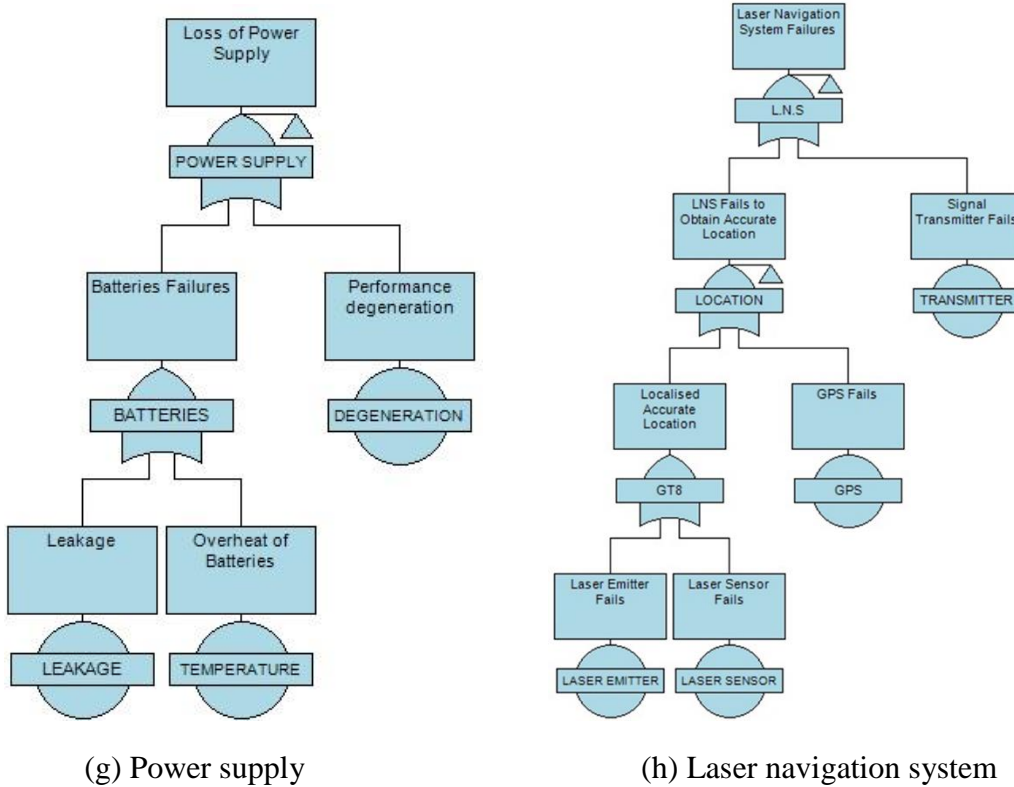 Loss of Power
Supply
POWER SUPPLY
Batteries Failures
Performance
degeneration
BATTERIES
DEGENERATION
Leakage
Overheat of
Batteries
LEAKAGE
TEMPERATURE
(g) Power supply
Laser Navigation
System Failures
L.N.S
LNS Fails to
Obtain Accurate
Location
Signal
Transmitter Fails
LOCATION
TRANSMITTER
Localised
Accurate
Location
GPS Fails
GT8
GPS
Laser Emitter
Fails
Laser Sensor
Fails
LASER EMITTER
LASER SENSOR
(h) Laser navigation system